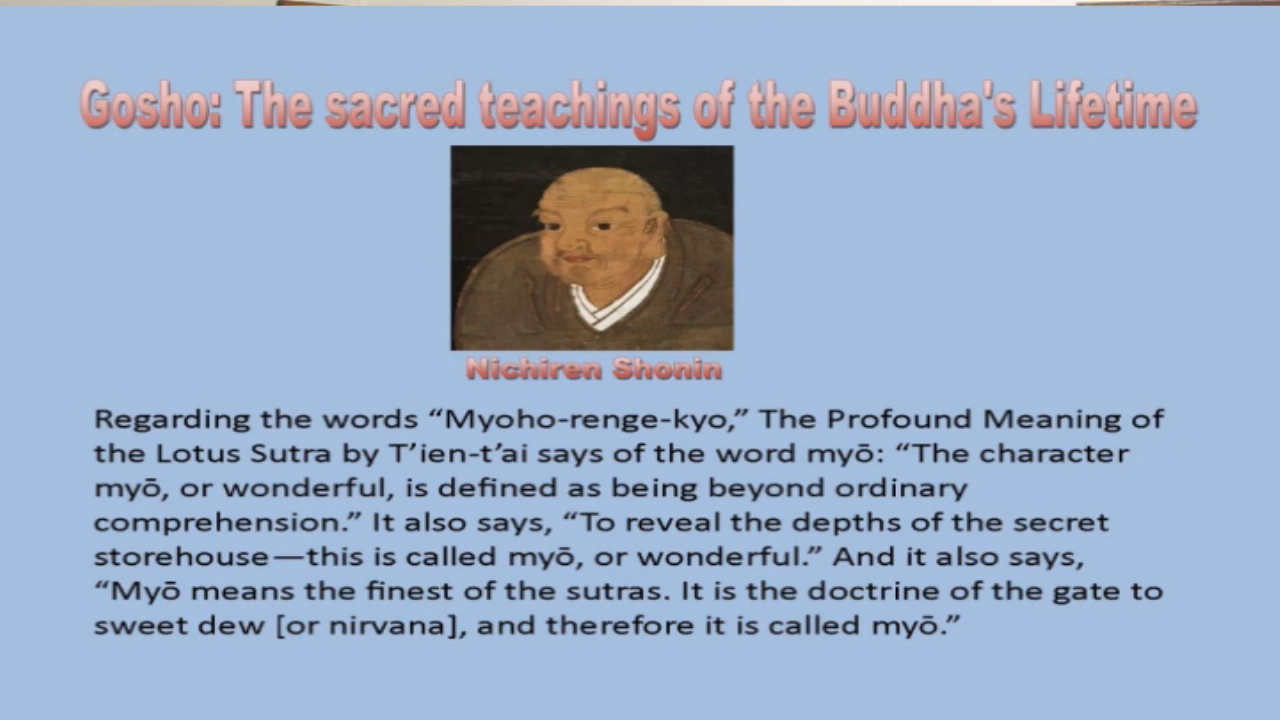 Gosho: The sacred teachings of the Buddha's Lifetime
Nichiren Shonin
Regarding the words “Myoho-renge-kyo,” The Profound Meaning of
the Lotus Sutra by T’ien-t’ai says of the word myō: “The character
myō, or wonderful, is defined as being beyond ordinary
comprehension.” It also says, “To reveal the depths of the secret
storehouse—this is called myō, or wonderful.” And it also says,
“Myō means the finest of the sutras. It is the doctrine of the gate to
sweet dew [or nirvana], and therefore it is called myō.”